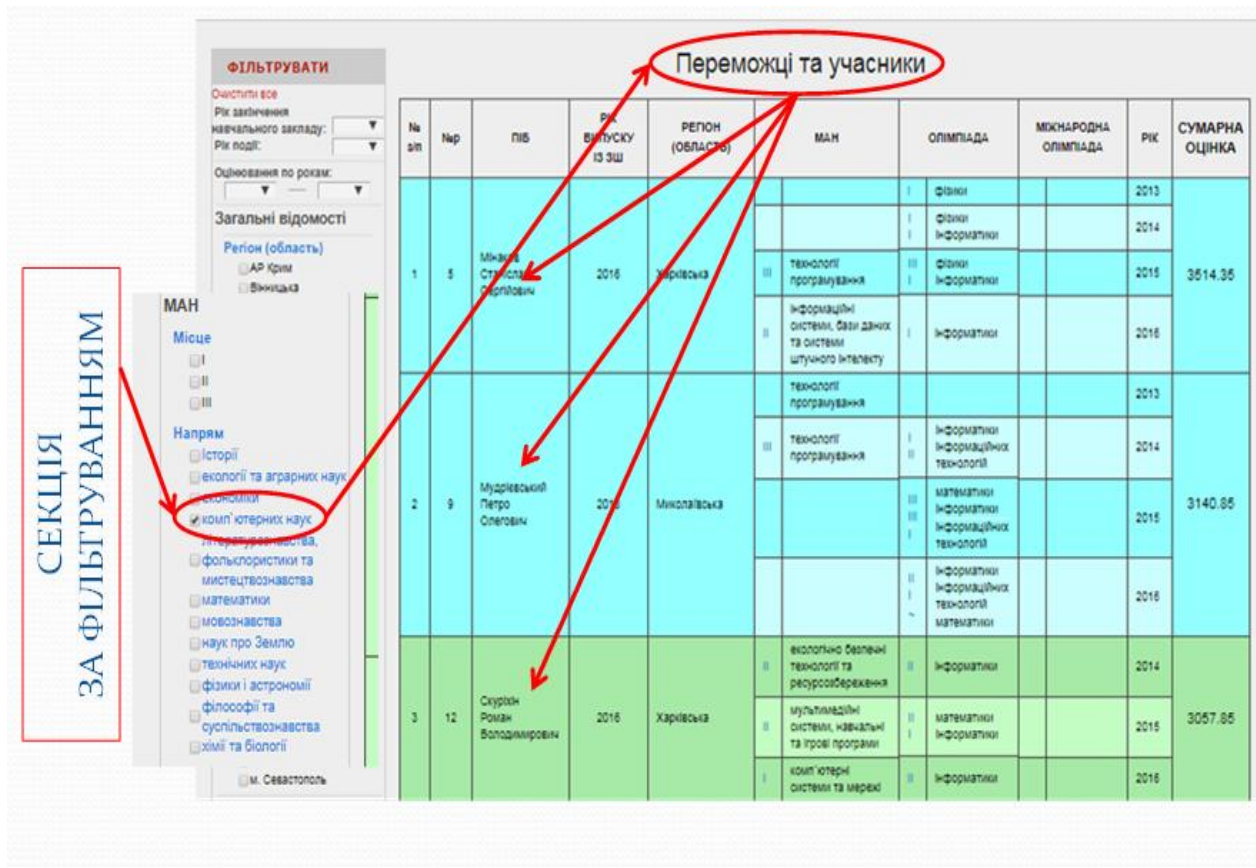 СЕКЦІЯ
ЗА ФІЛЬТРУВАННЯМ
ФІЛЬТРУВАТИ
Очистити все
Рік закінчення
навчального закладу:
Рік події:
Оцінювання по рокам:
Загальні відомості
Регіон (область)
АР Крим
Вінницька
МАН
Місце
I
II
III
Напрям
історії
екології та аграрних наук
економіки
комп`ютерних наук
літературознавства,
фольклористики та
мистецтвознавства
математики
мовознавства
наук про Землю
технічних наук
фізики і астрономії
філософії та
суспільствознавства
хімії та біології
м. Севастополь
Переможці та учасники
№ з/п
№р
ПІБ
РІК ВИПУСКУ ІЗ ЗШ
РЕГІОН (ОБЛАСТЬ)
МАН
ОЛІМПІАДА
МІЖНАРОДНА ОЛІМПІАДА
РІК
СУМАРНА ОЦІНКА
1 5 Мінаков Станіслав Сергійович 2016 Харківська 3514.35
I фізики 2013
I фізики
I інформатики 2014
III технології програмування
III фізики
I інформатики 2015
II інформаційні системи, бази даних та системи штучного інтелекту
I інформатики 2016
2 9 Мудрієвський Петро Олегович 2016 Миколаївська 3140.85
технології програмування 2013
III технології програмування
I інформатики
II інформаційних технологій 2014
III математики
III інформатики
I інформаційних технологій 2015
II інформатики
I інформаційних технологій
~ математики 2016
3 12 Скуріхін Роман Володимирович 2016 Харківська 3057.85
II екологічно безпечні технології та ресурсозбереження
II інформатики 2014
II мультимедійні системи, навчальні та ігрові програми
II математики
I інформатики 2015
I комп`ютерні системи та мережі
II інформатики 2016